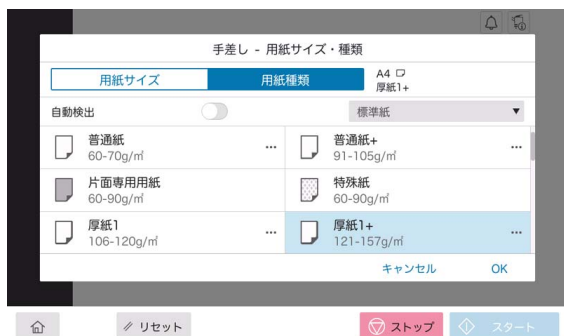 手差し - 用紙サイズ・種類
用紙サイズ
用紙種類
A4
厚紙1+
自動検出
標準紙
普通紙
60-70g/㎡
普通紙+
91-105g/㎡
片面専用用紙
60-90g/㎡
特殊紙
60-90g/㎡
厚紙1
106-120g/㎡
厚紙1+
121-157g/㎡
キャンセル
OK
リセット
ストップ
スタート